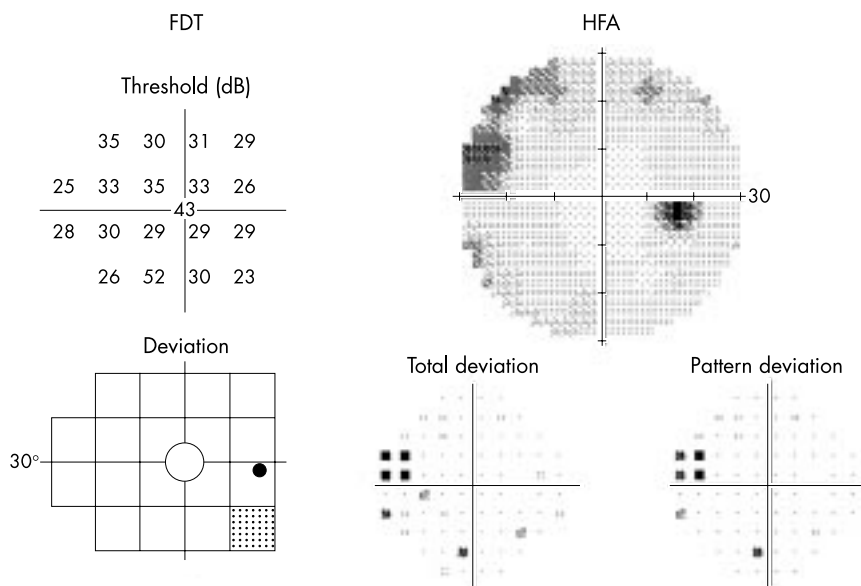 FDT
HFA
Threshold (dB)
35 30 31 29
25 33 35 33 26
43
28 30 29 29 29
26 52 30 23
30
Deviation
30°
Total deviation
Pattern deviation